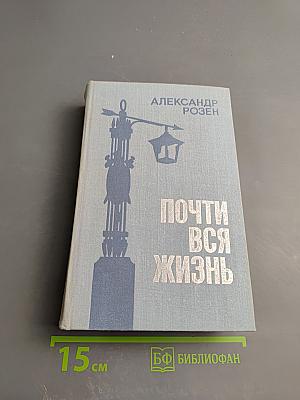 АЛЕКСАНДР
РОЗЕН
ПОЧТИ
ВСЯ
ЖИЗНЬ
15 см
БФ БИБЛИОФАН